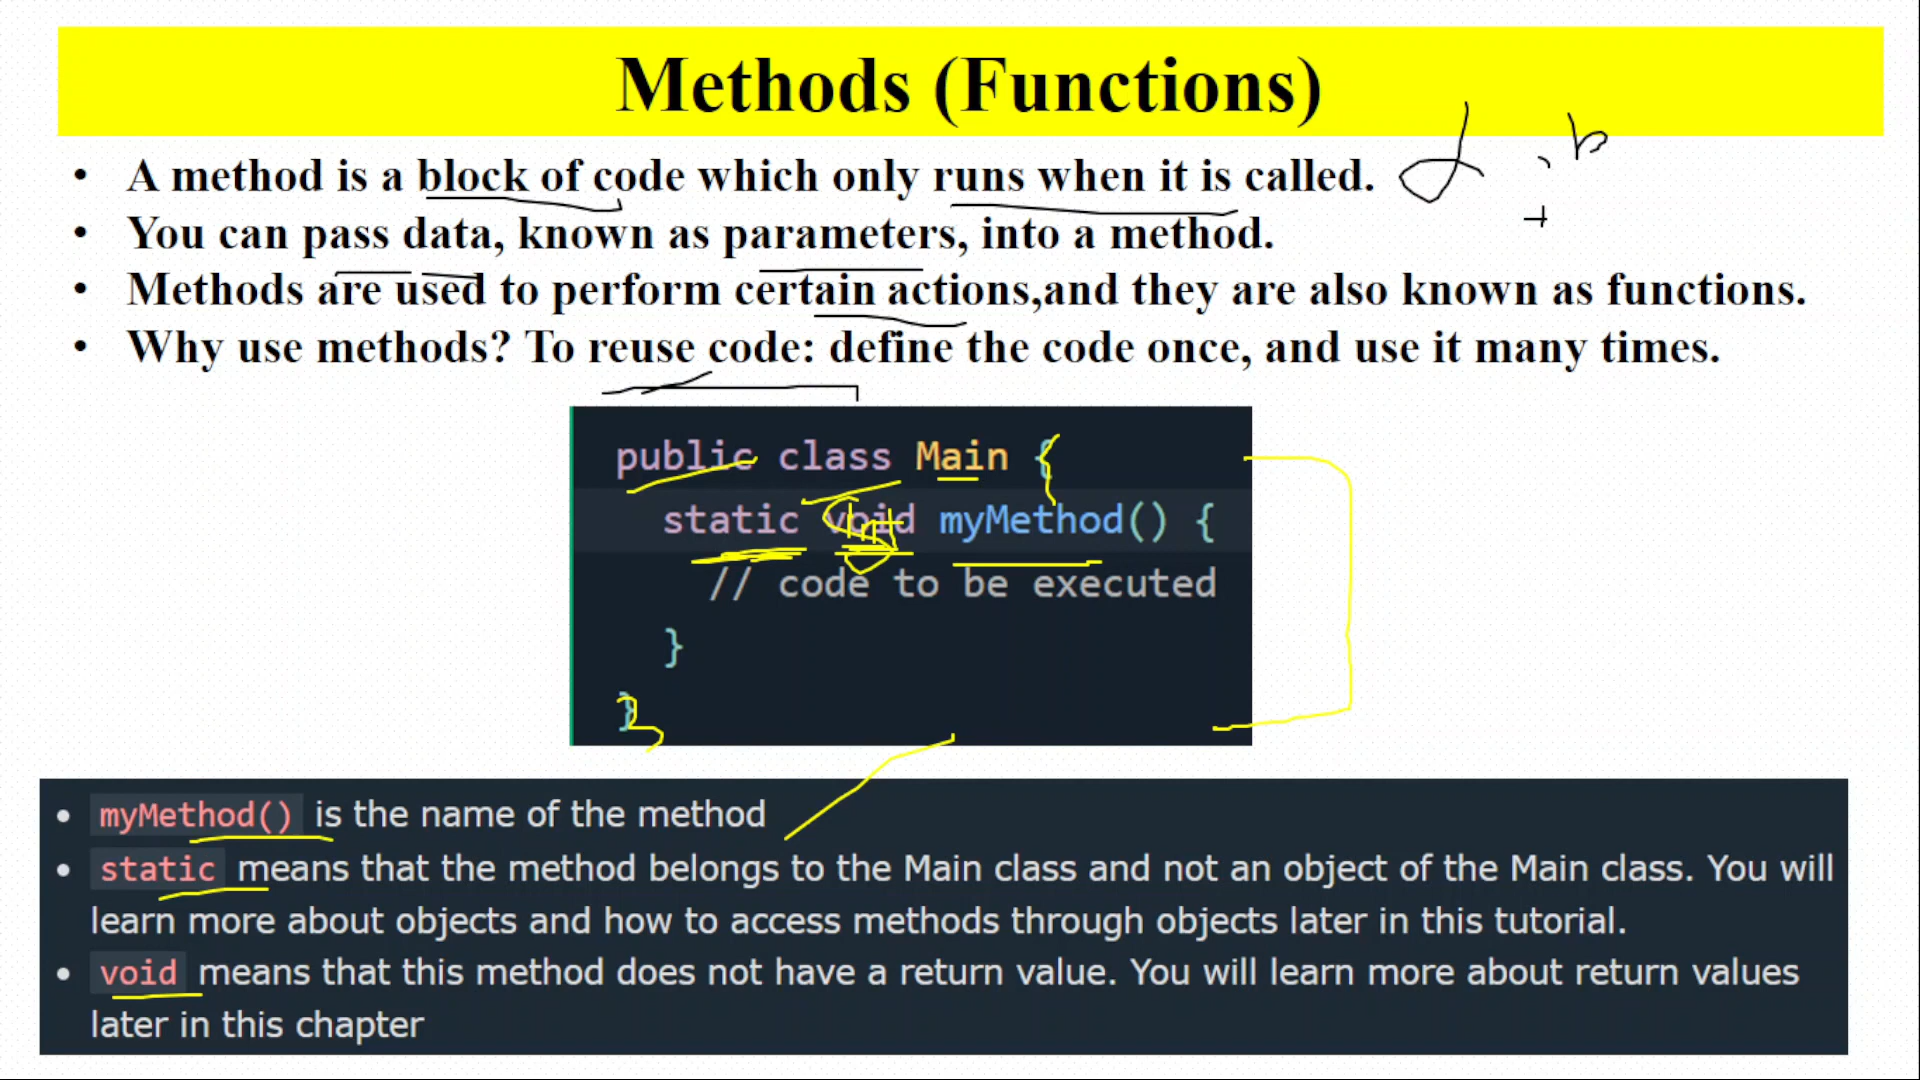 Methods (Functions)
• A method is a block of code which only runs when it is called.
• You can pass data, known as parameters, into a method.
• Methods are used to perform certain actions,and they are also known as functions.
• Why use methods? To reuse code: define the code once, and use it many times.
b
+
public class Main {
static void myMethod() {
int
// code to be executed
}
}
• myMethod() is the name of the method
• static means that the method belongs to the Main class and not an object of the Main class. You will
learn more about objects and how to access methods through objects later in this tutorial.
• void means that this method does not have a return value. You will learn more about return values
later in this chapter